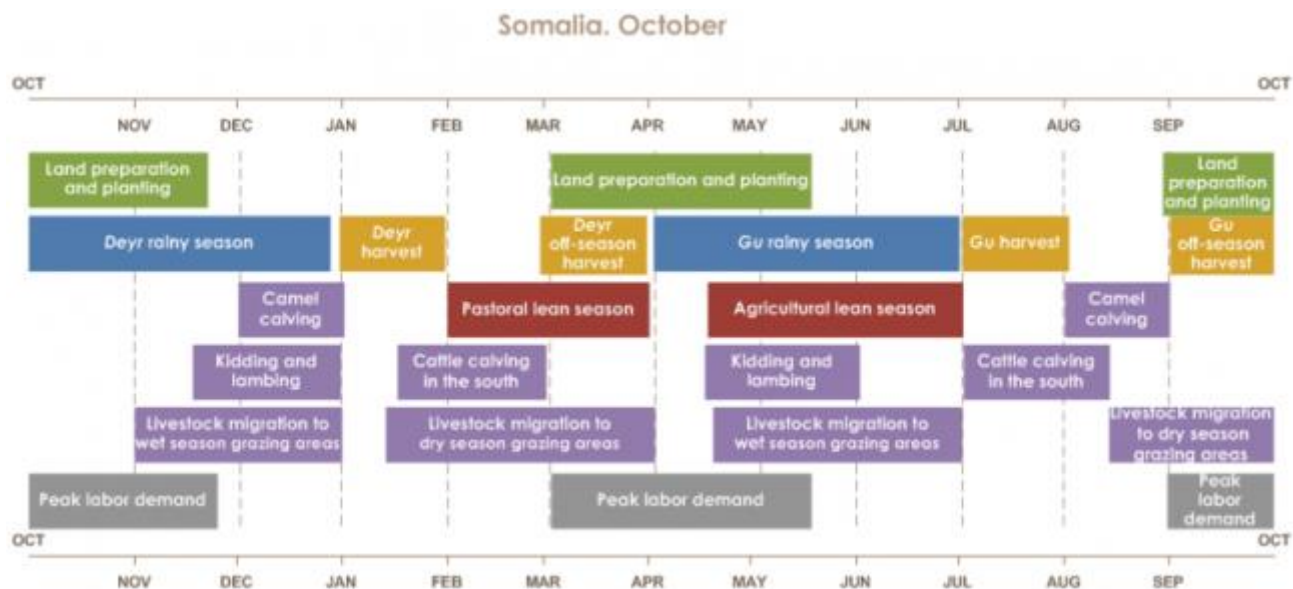 Somalia. October
OCT OCT
NOV DEC JAN FEB MAR APR MAY JUN JUL AUG SEP
Land preparation
and planting
Land preparation and planting
Land
preparation
and planting
Deyr rainy season
Deyr
harvest
Deyr
off-season
harvest
Gu rainy season
Gu harvest
Gu
off-season
harvest
Camel
calving
Pastoral lean season
Agricultural lean season
Camel
calving
Kidding and
lambing
Cattle calving
in the south
Kidding and
lambing
Cattle calving
in the south
Livestock migration to
wet season grazing areas
Livestock migration to
dry season grazing areas
Livestock migration to
wet season grazing areas
Livestock migration
to dry season
grazing areas
Peak labor demand
Peak labor demand
Peak
labor
demand
OCT OCT
NOV DEC JAN FEB MAR APR MAY JUN JUL AUG SEP